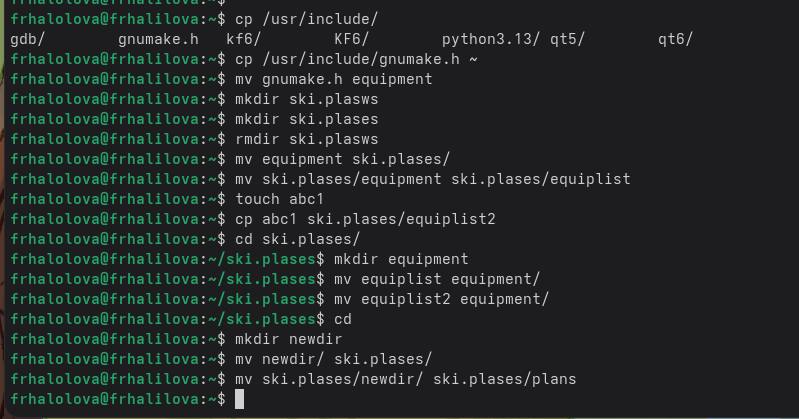 frhalolova@frhalilova:~$ cp /usr/include/
gdb/ gnumake.h kf6/ KF6/ python3.13/ qt5/ qt6/
frhalolova@frhalilova:~$ cp /usr/include/gnumake.h ~
frhalolova@frhalilova:~$ mv gnumake.h equipment
frhalolova@frhalilova:~$ mkdir ski.plasws
frhalolova@frhalilova:~$ mkdir ski.plases
frhalolova@frhalilova:~$ rmdir ski.plasws
frhalolova@frhalilova:~$ mv equipment ski.plases/
frhalolova@frhalilova:~$ mv ski.plases/equipment ski.plases/equiplist
frhalolova@frhalilova:~$ touch abc1
frhalolova@frhalilova:~$ cp abc1 ski.plases/equiplist2
frhalolova@frhalilova:~$ cd ski.plases/
frhalolova@frhalilova:~/ski.plases$ mkdir equipment
frhalolova@frhalilova:~/ski.plases$ mv equiplist equipment/
frhalolova@frhalilova:~/ski.plases$ mv equiplist2 equipment/
frhalolova@frhalilova:~/ski.plases$ cd
frhalolova@frhalilova:~$ mkdir newdir
frhalolova@frhalilova:~$ mv newdir/ ski.plases/
frhalolova@frhalilova:~$ mv ski.plases/newdir/ ski.plases/plans
frhalolova@frhalilova:~$